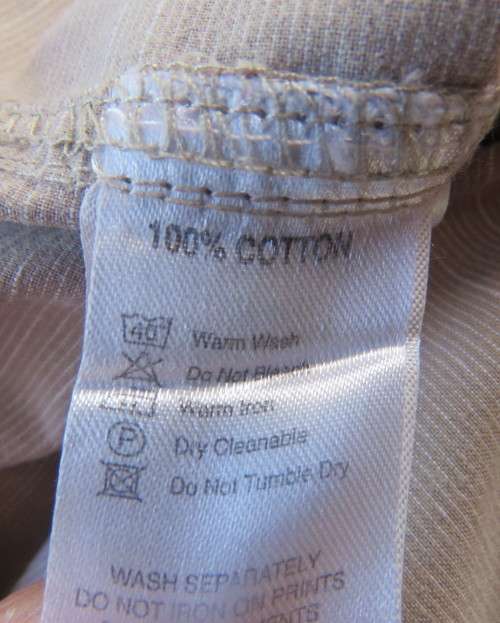 100% COTTON
40° Warm Wash
Do Not Bleach
Warm Iron
P Dry Cleanable
Do Not Tumble Dry
WASH SEPARATELY
DO NOT IRON ON PRINTS